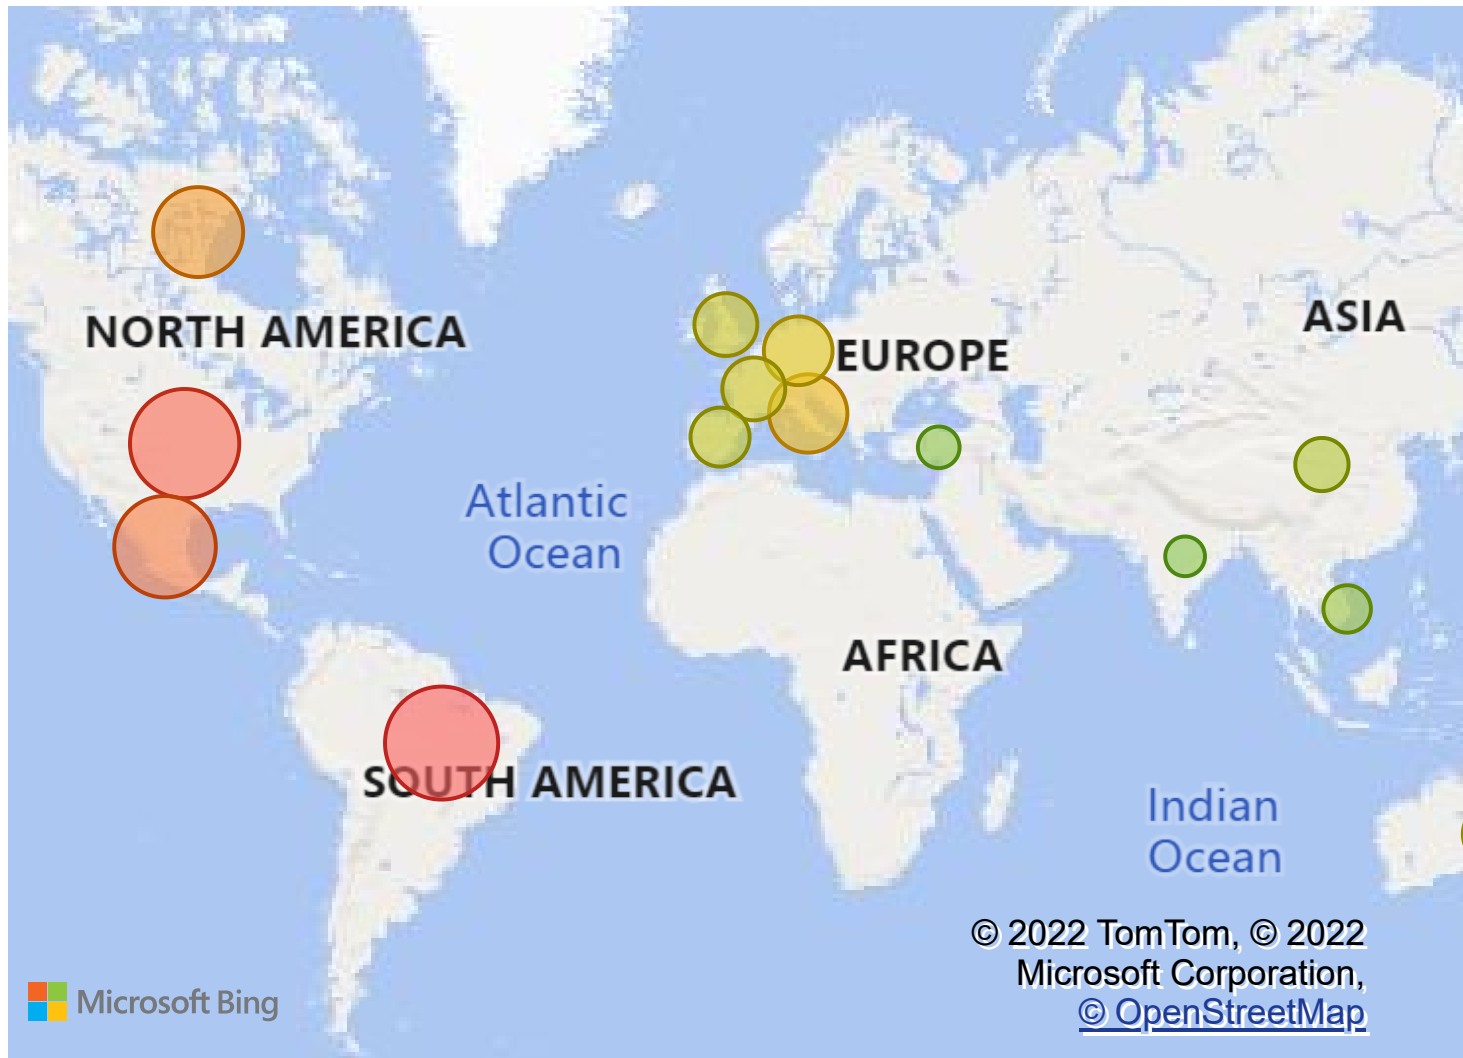 NORTH AMERICA
ASIA
EUROPE
Atlantic
Ocean
AFRICA
SOUTH AMERICA
Indian
Ocean
© 2022 TomTom, © 2022
Microsoft Corporation,
© OpenStreetMap
Microsoft Bing